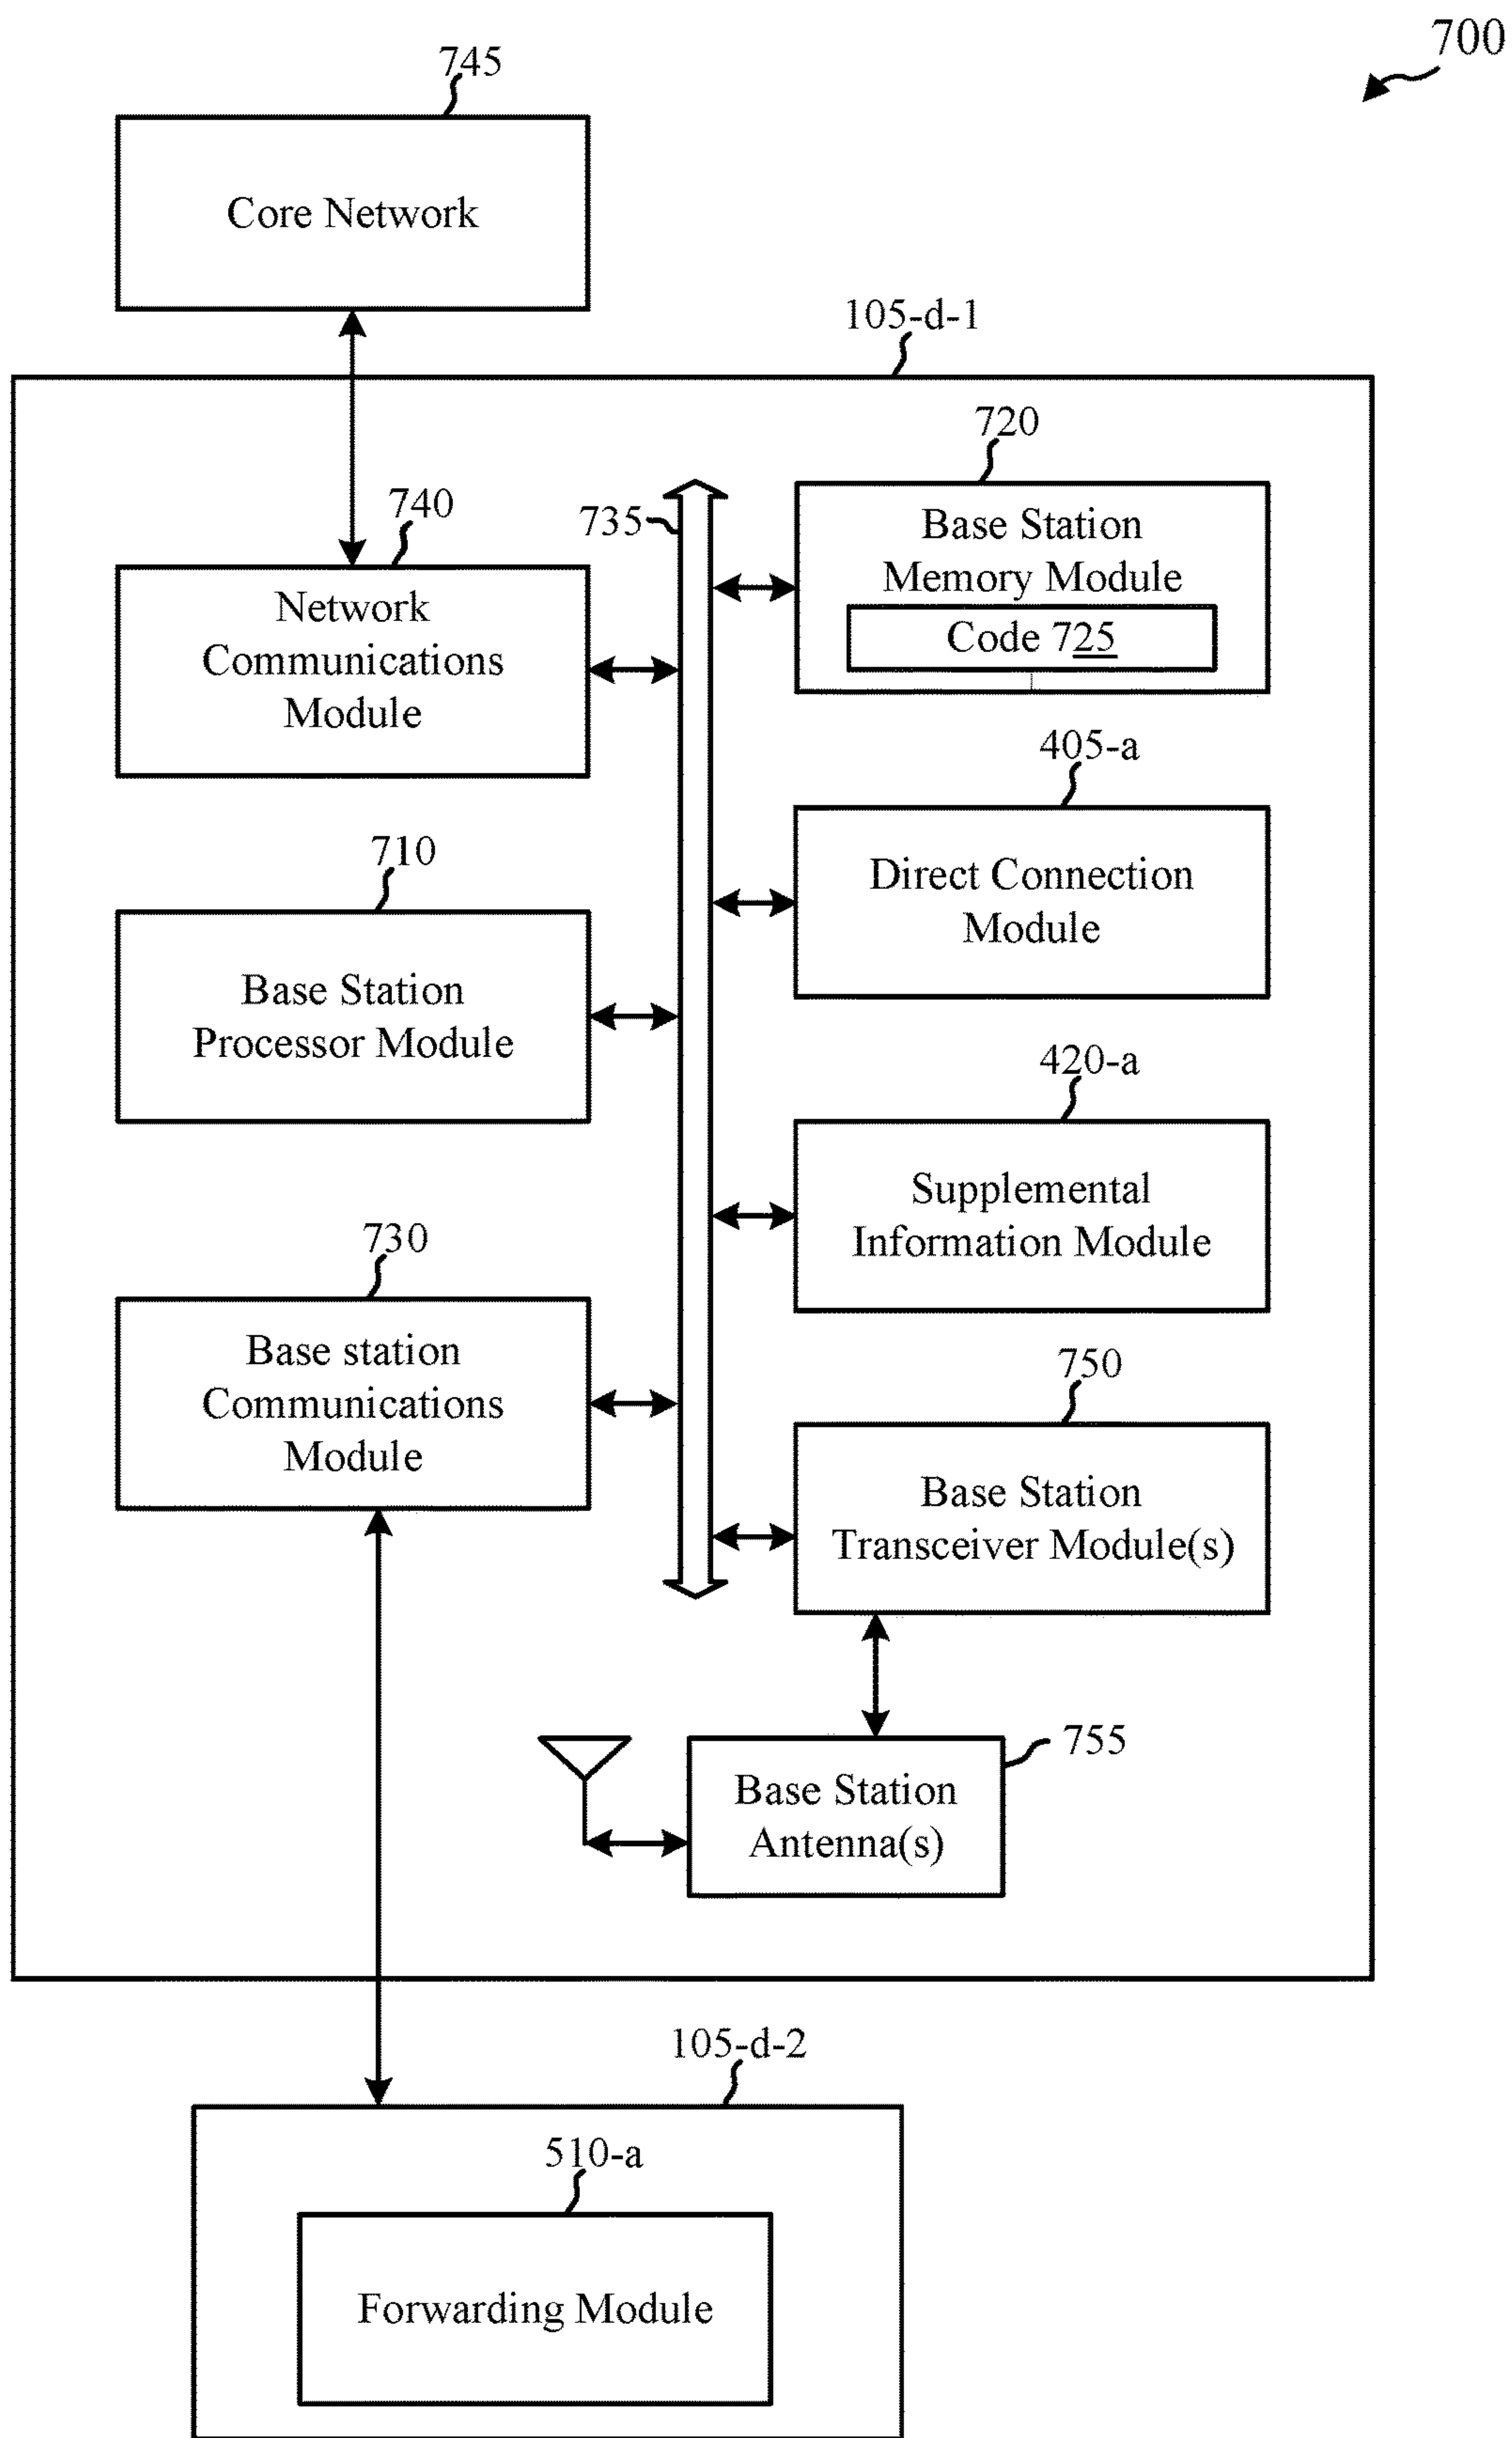 700
745
Core Network
105-d-1
720
740
735
Base Station
Memory Module
Code 725
Network
Communications
Module
405-a
Direct Connection
Module
710
Base Station
Processor Module
420-a
Supplemental
Information Module
730
Base station
Communications
Module
750
Base Station
Transceiver Module(s)
755
Base Station
Antenna(s)
105-d-2
510-a
Forwarding Module